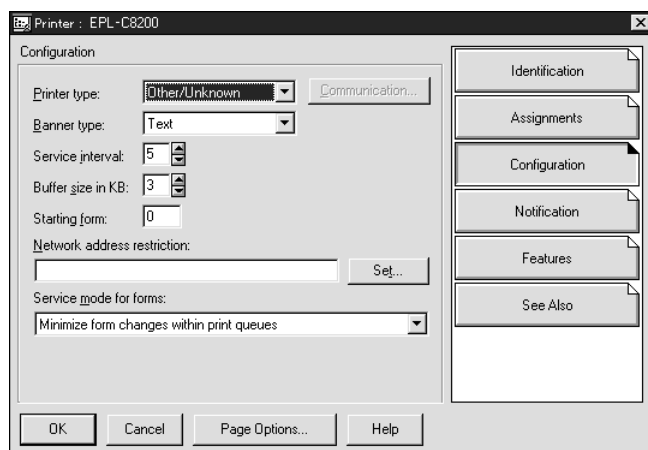 Printer : EPL-C8200
Configuration
Printer type: Other/Unknown Communication...
Banner type: Text
Service interval: 5
Buffer size in KB: 3
Starting form: 0
Network address restriction:
Set...
Service mode for forms:
Minimize form changes within print queues
OK Cancel Page Options... Help
Identification
Assignments
Configuration
Notification
Features
See Also